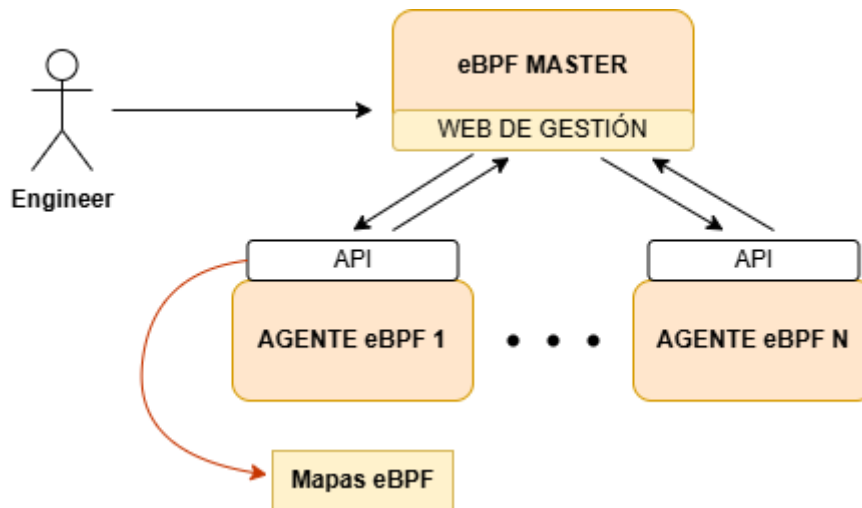 eBPF MASTER
WEB DE GESTIÓN
Engineer
API
API
AGENTE eBPF 1
AGENTE eBPF N
Mapas eBPF